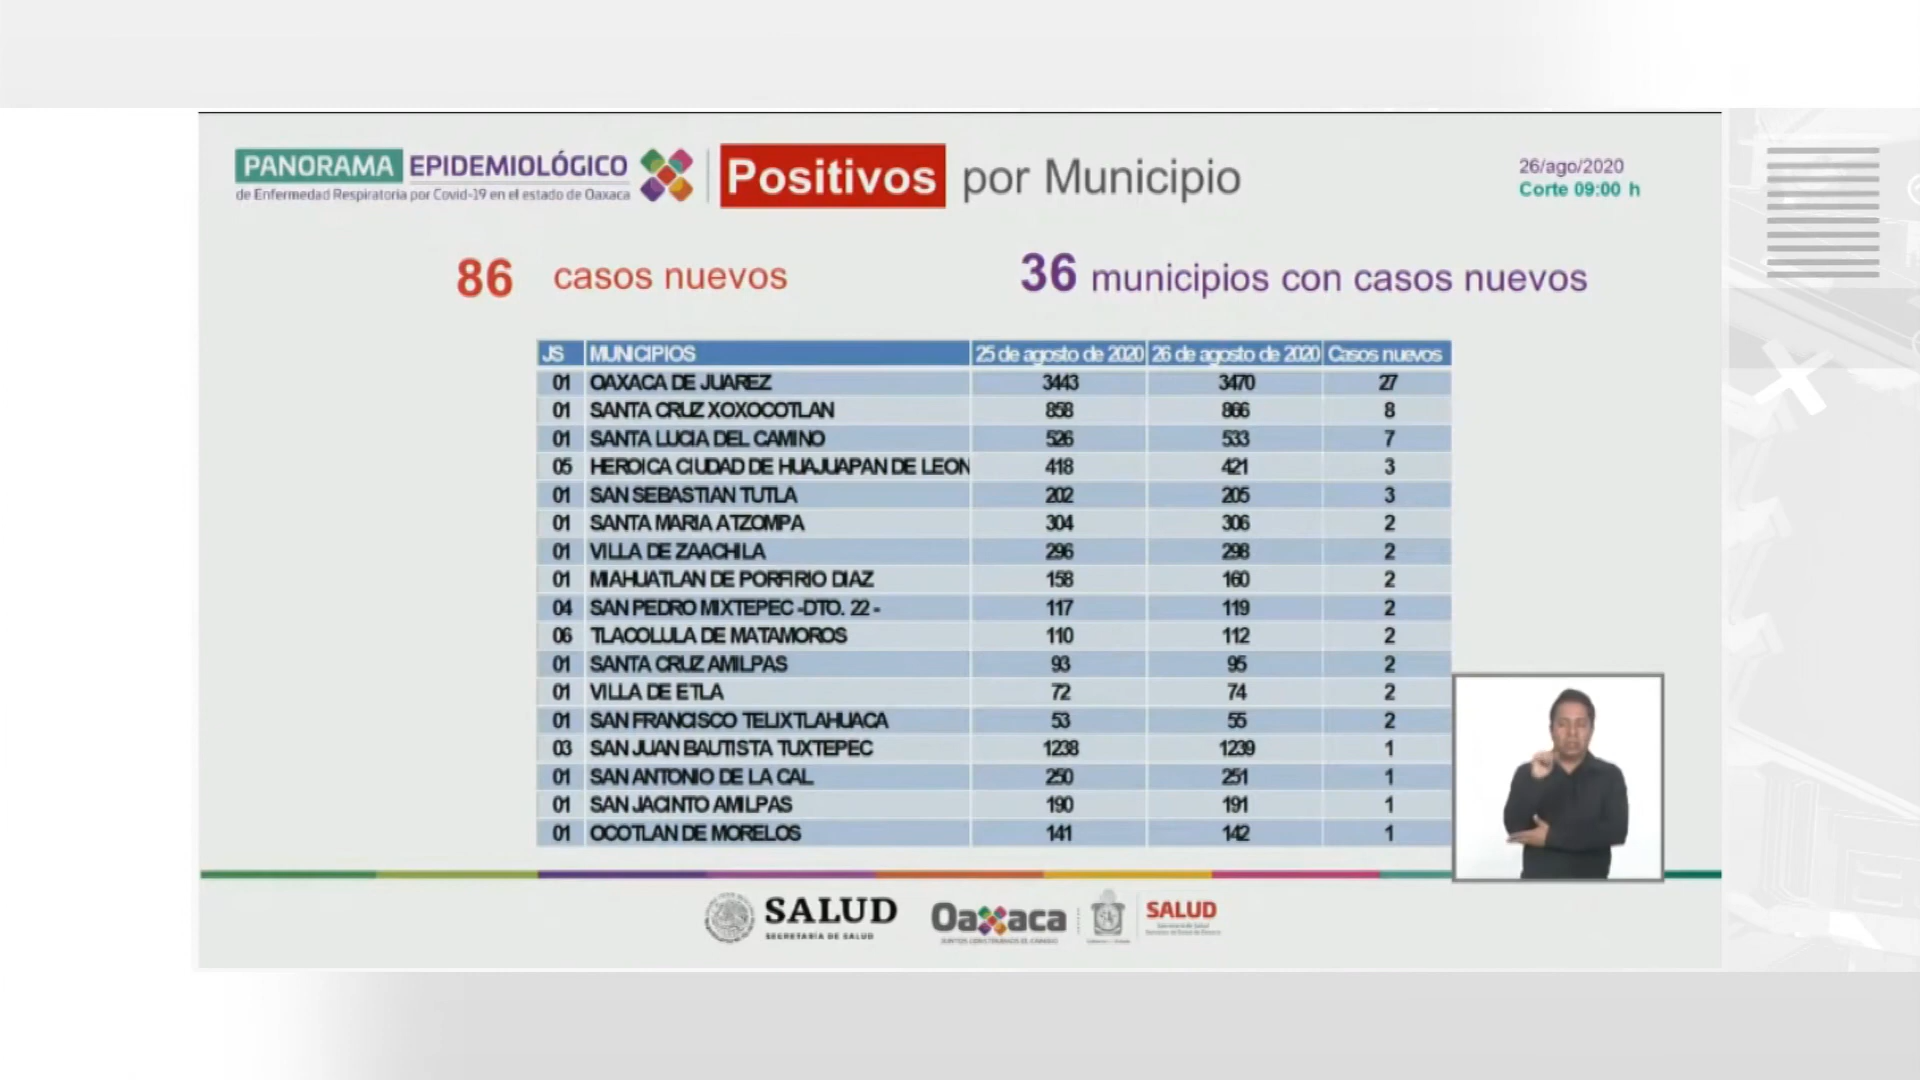 PANORAMA EPIDEMIOLÓGICO
de Enfermedad Respiratoria por Covid-19 en el estado de Oaxaca
Positivos por Municipio
26/ago/2020
Corte 09:00 h
86 casos nuevos
36 municipios con casos nuevos
JS MUNICIPIOS 25 de agosto de 2020 26 de agosto de 2020 Casos nuevos
01 OAXACA DE JUAREZ 3443 3470 27
01 SANTA CRUZ XOXOCOTLAN 858 866 8
01 SANTA LUCIA DEL CAMINO 526 533 7
05 HEROICA CIUDAD DE HUAJUAPAN DE LEON 418 421 3
01 SAN SEBASTIAN TUTLA 202 205 3
01 SANTA MARIA ATZOMPA 304 306 2
01 VILLA DE ZAACHILA 296 298 2
01 MIAHUATLAN DE PORFIRIO DIAZ 158 160 2
04 SAN PEDRO MIXTEPEC -DTO. 22 - 117 119 2
06 TLACOLULA DE MATAMOROS 110 112 2
01 SANTA CRUZ AMILPAS 93 95 2
01 VILLA DE ETLA 72 74 2
01 SAN FRANCISCO TELIXTLAHUACA 53 55 2
03 SAN JUAN BAUTISTA TUXTEPEC 1238 1239 1
01 SAN ANTONIO DE LA CAL 250 251 1
01 SAN JACINTO AMILPAS 190 191 1
01 OCOTLAN DE MORELOS 141 142 1
SALUD
SECRETARÍA DE SALUD
Oaxaca
JUNTOS CONSTRUIMOS EL CAMBIO
SALUD